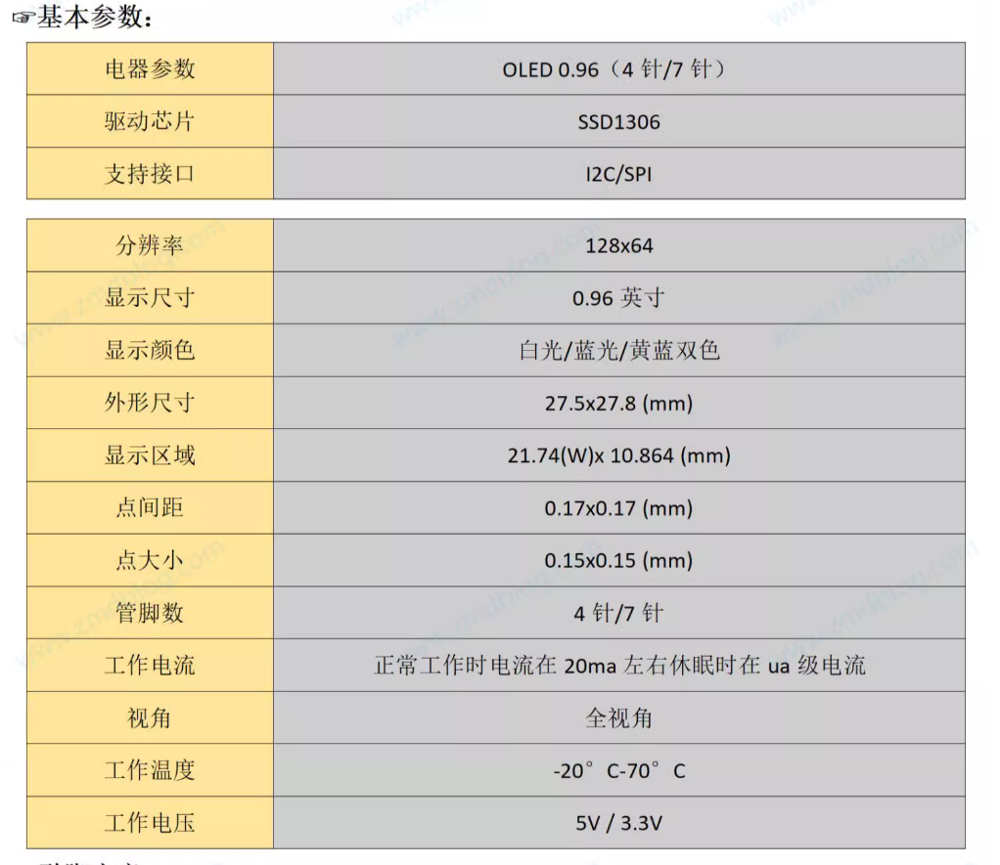 ☞基本参数:
电器参数 OLED 0.96（4 针/7 针）
驱动芯片 SSD1306
支持接口 I2C/SPI
分辨率 128x64
显示尺寸 0.96 英寸
显示颜色 白光/蓝光/黄蓝双色
外形尺寸 27.5x27.8 (mm)
显示区域 21.74(W)x 10.864 (mm)
点间距 0.17x0.17 (mm)
点大小 0.15x0.15 (mm)
管脚数 4 针/7 针
工作电流 正常工作时电流在 20ma 左右休眠时在 ua 级电流
视角 全视角
工作温度 -20°C-70°C
工作电压 5V / 3.3V